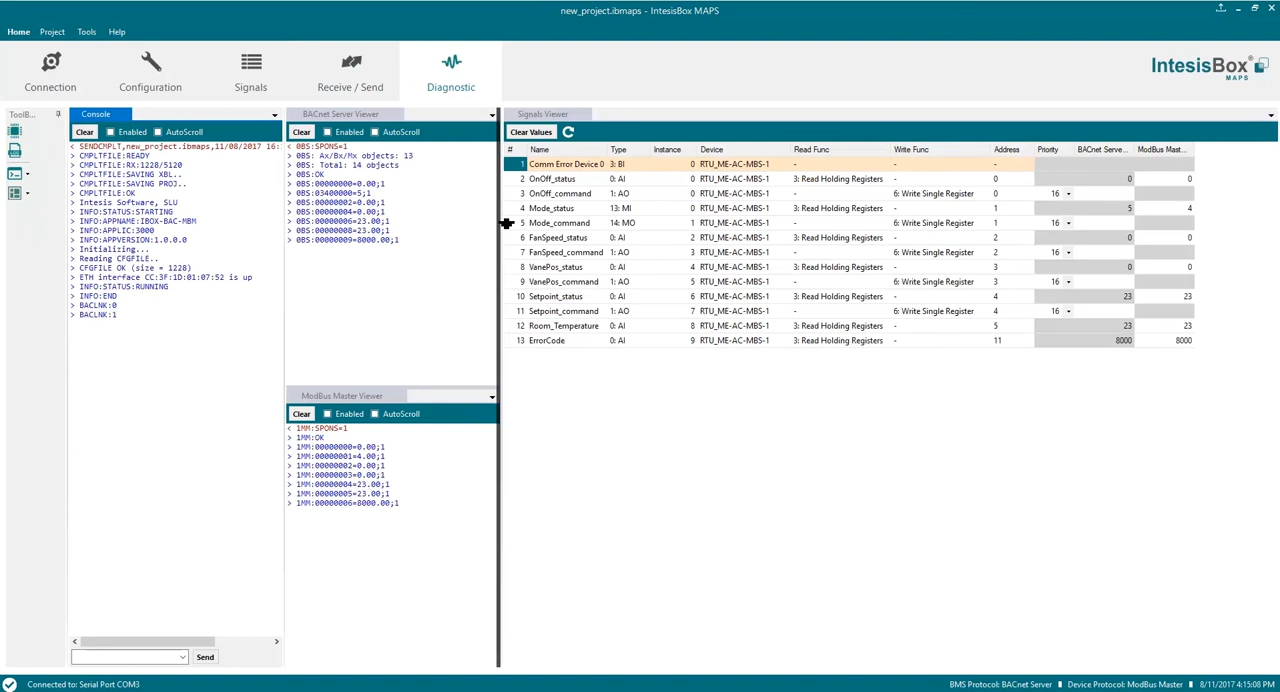 new_project.ibmaps - IntesisBox MAPS
Home Project Tools Help
Connection Configuration Signals Receive / Send Diagnostic
IntesisBox® MAPS
ToolB...
Console
Clear Enabled AutoScroll
< SENDCMPLT,new_project.ibmaps,11/08/2017 16:
> CMPLTFILE:READY
> CMPLTFILE:RX:1228/5120
> CMPLTFILE:SAVING XBL..
> CMPLTFILE:SAVING PROJ..
> CMPLTFILE:OK
> Intesis Software, SLU
> INFO:STATUS:STARTING
> INFO:APPNAME:IBOX-BAC-MBM
> INFO:APPLIC:3000
> INFO:APPVERSION:1.0.0.0
> Initializing...
> Reading CFGFILE..
> CFGFILE OK (size = 1228)
> ETH interface CC:3F:1D:01:07:52 is up
> INFO:STATUS:RUNNING
> INFO:END
> BACLNK:0
> BACLNK:1
Send
BACnet Server Viewer
Clear Enabled AutoScroll
< 0BS:SPONS=1
> 0BS: Ax/Bx/Mx objects: 13
> 0BS: Total: 14 objects
> 0BS:OK
> 0BS:00000000=0.00;1
> 0BS:03400000=5;1
> 0BS:00000002=0.00;1
> 0BS:00000004=0.00;1
> 0BS:00000006=23.00;1
> 0BS:00000008=23.00;1
> 0BS:00000009=8000.00;1
ModBus Master Viewer
Clear Enabled AutoScroll
< 1MM:SPONS=1
> 1MM:OK
> 1MM:00000000=0.00;1
> 1MM:00000001=4.00;1
> 1MM:00000002=0.00;1
> 1MM:00000003=0.00;1
> 1MM:00000004=23.00;1
> 1MM:00000005=23.00;1
> 1MM:00000006=8000.00;1
Signals Viewer
Clear Values
# Name Type Instance Device Read Func Write Func Address Priority BACnet Serve... ModBus Mast...
1 Comm Error Device 0 3: BI 0 RTU_ME-AC-MBS-1 - - -
2 OnOff_status 0: AI 0 RTU_ME-AC-MBS-1 3: Read Holding Registers - 0 0 0
3 OnOff_command 1: AO 0 RTU_ME-AC-MBS-1 - 6: Write Single Register 0 16
4 Mode_status 13: MI 0 RTU_ME-AC-MBS-1 3: Read Holding Registers - 1 5 4
5 Mode_command 14: MO 1 RTU_ME-AC-MBS-1 - 6: Write Single Register 1 16
6 FanSpeed_status 0: AI 2 RTU_ME-AC-MBS-1 3: Read Holding Registers - 2 0 0
7 FanSpeed_command 1: AO 3 RTU_ME-AC-MBS-1 - 6: Write Single Register 2 16
8 VanePos_status 0: AI 4 RTU_ME-AC-MBS-1 3: Read Holding Registers - 3 0 0
9 VanePos_command 1: AO 5 RTU_ME-AC-MBS-1 - 6: Write Single Register 3 16
10 Setpoint_status 0: AI 6 RTU_ME-AC-MBS-1 3: Read Holding Registers - 4 23 23
11 Setpoint_command 1: AO 7 RTU_ME-AC-MBS-1 - 6: Write Single Register 4 16
12 Room_Temperature 0: AI 8 RTU_ME-AC-MBS-1 3: Read Holding Registers - 5 23 23
13 ErrorCode 0: AI 9 RTU_ME-AC-MBS-1 3: Read Holding Registers - 11 8000 8000
Connected to: Serial Port COM3
BMS Protocol: BACnet Server Device Protocol: ModBus Master 8/11/2017 4:15:08 PM